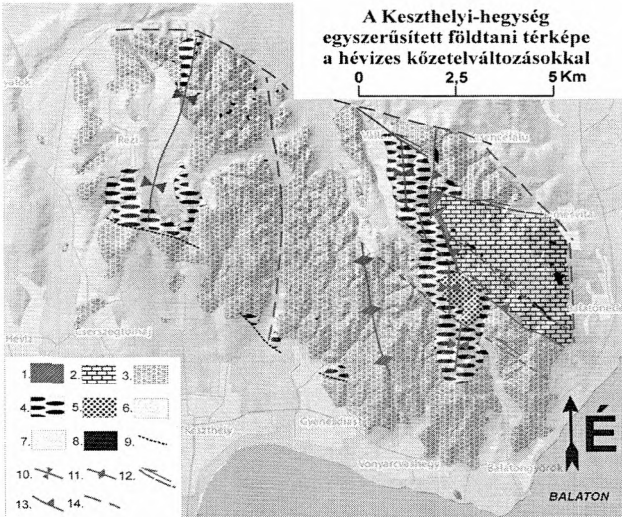 A Keszthelyi-hegység
egyszerűsített földtani térképe
a hévizes kőzetelváltozásokkal
0 2,5 5 Km
Rezi
Hévíz
Cserszegtomaj
Keszthely
Gyenesdiás
Vonyarcvashegy
Balatongyörök
1. 2. 3.
4. 5. 6.
7. 8. 9.
10. 11. 12.
13. 14.
É
BALATON